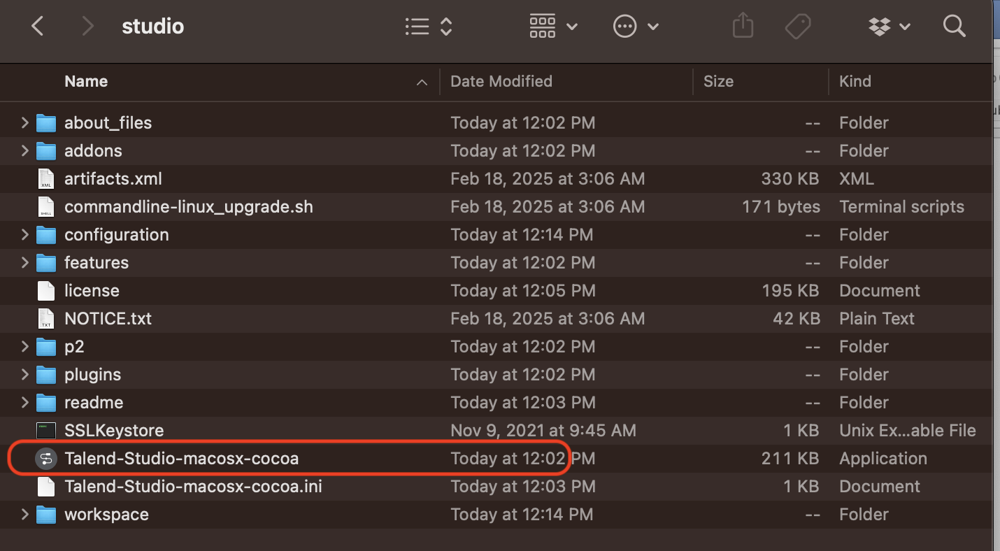 studio
Name Date Modified Size Kind
about_files Today at 12:02 PM -- Folder
addons Today at 12:02 PM -- Folder
artifacts.xml Feb 18, 2025 at 3:06 AM 330 KB XML
commandline-linux_upgrade.sh Feb 18, 2025 at 3:06 AM 171 bytes Terminal scripts
configuration Today at 12:14 PM -- Folder
features Today at 12:02 PM -- Folder
license Today at 12:05 PM 195 KB Document
NOTICE.txt Feb 18, 2025 at 3:06 AM 42 KB Plain Text
p2 Today at 12:02 PM -- Folder
plugins Today at 12:02 PM -- Folder
readme Today at 12:03 PM -- Folder
SSLKeystore Nov 9, 2021 at 9:45 AM 1 KB Unix Ex...able File
Talend-Studio-macosx-cocoa Today at 12:02 PM 211 KB Application
Talend-Studio-macosx-cocoa.ini Today at 12:03 PM 1 KB Document
workspace Today at 12:14 PM -- Folder